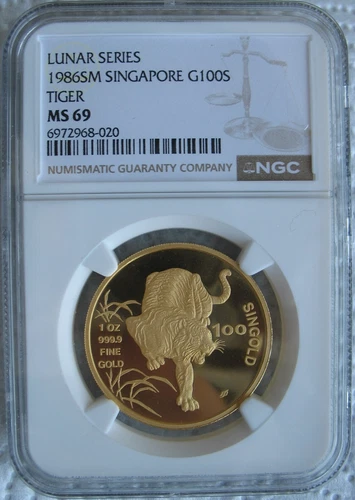 LUNAR SERIES
1986SM SINGAPORE G100S
TIGER
MS 69
6972968-020
NUMISMATIC GUARANTY COMPANY
NGC
1 OZ
999.9
FINE
GOLD
100
SINGOLD